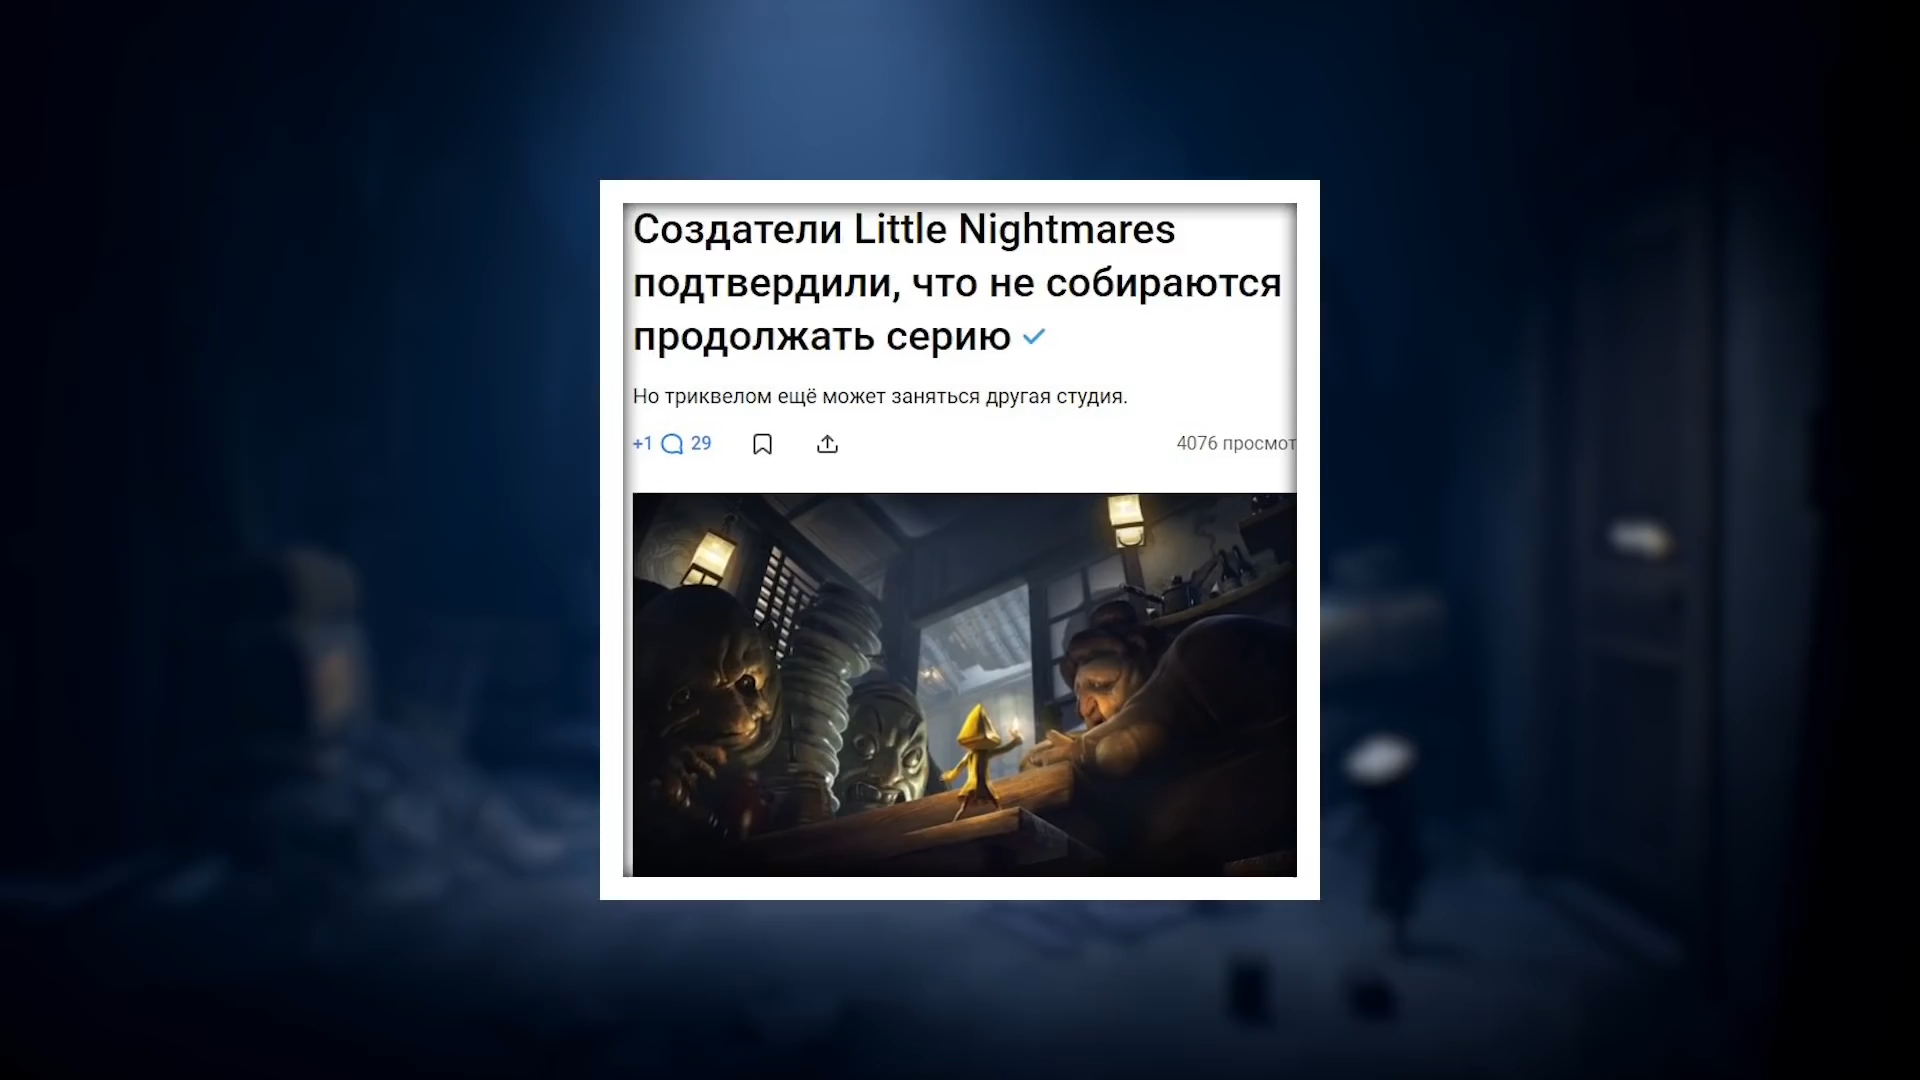 Создатели Little Nightmares
подтвердили, что не собираются
продолжать серию
Но триквелом ещё может заняться другая студия.
+1 29
4076 просмот